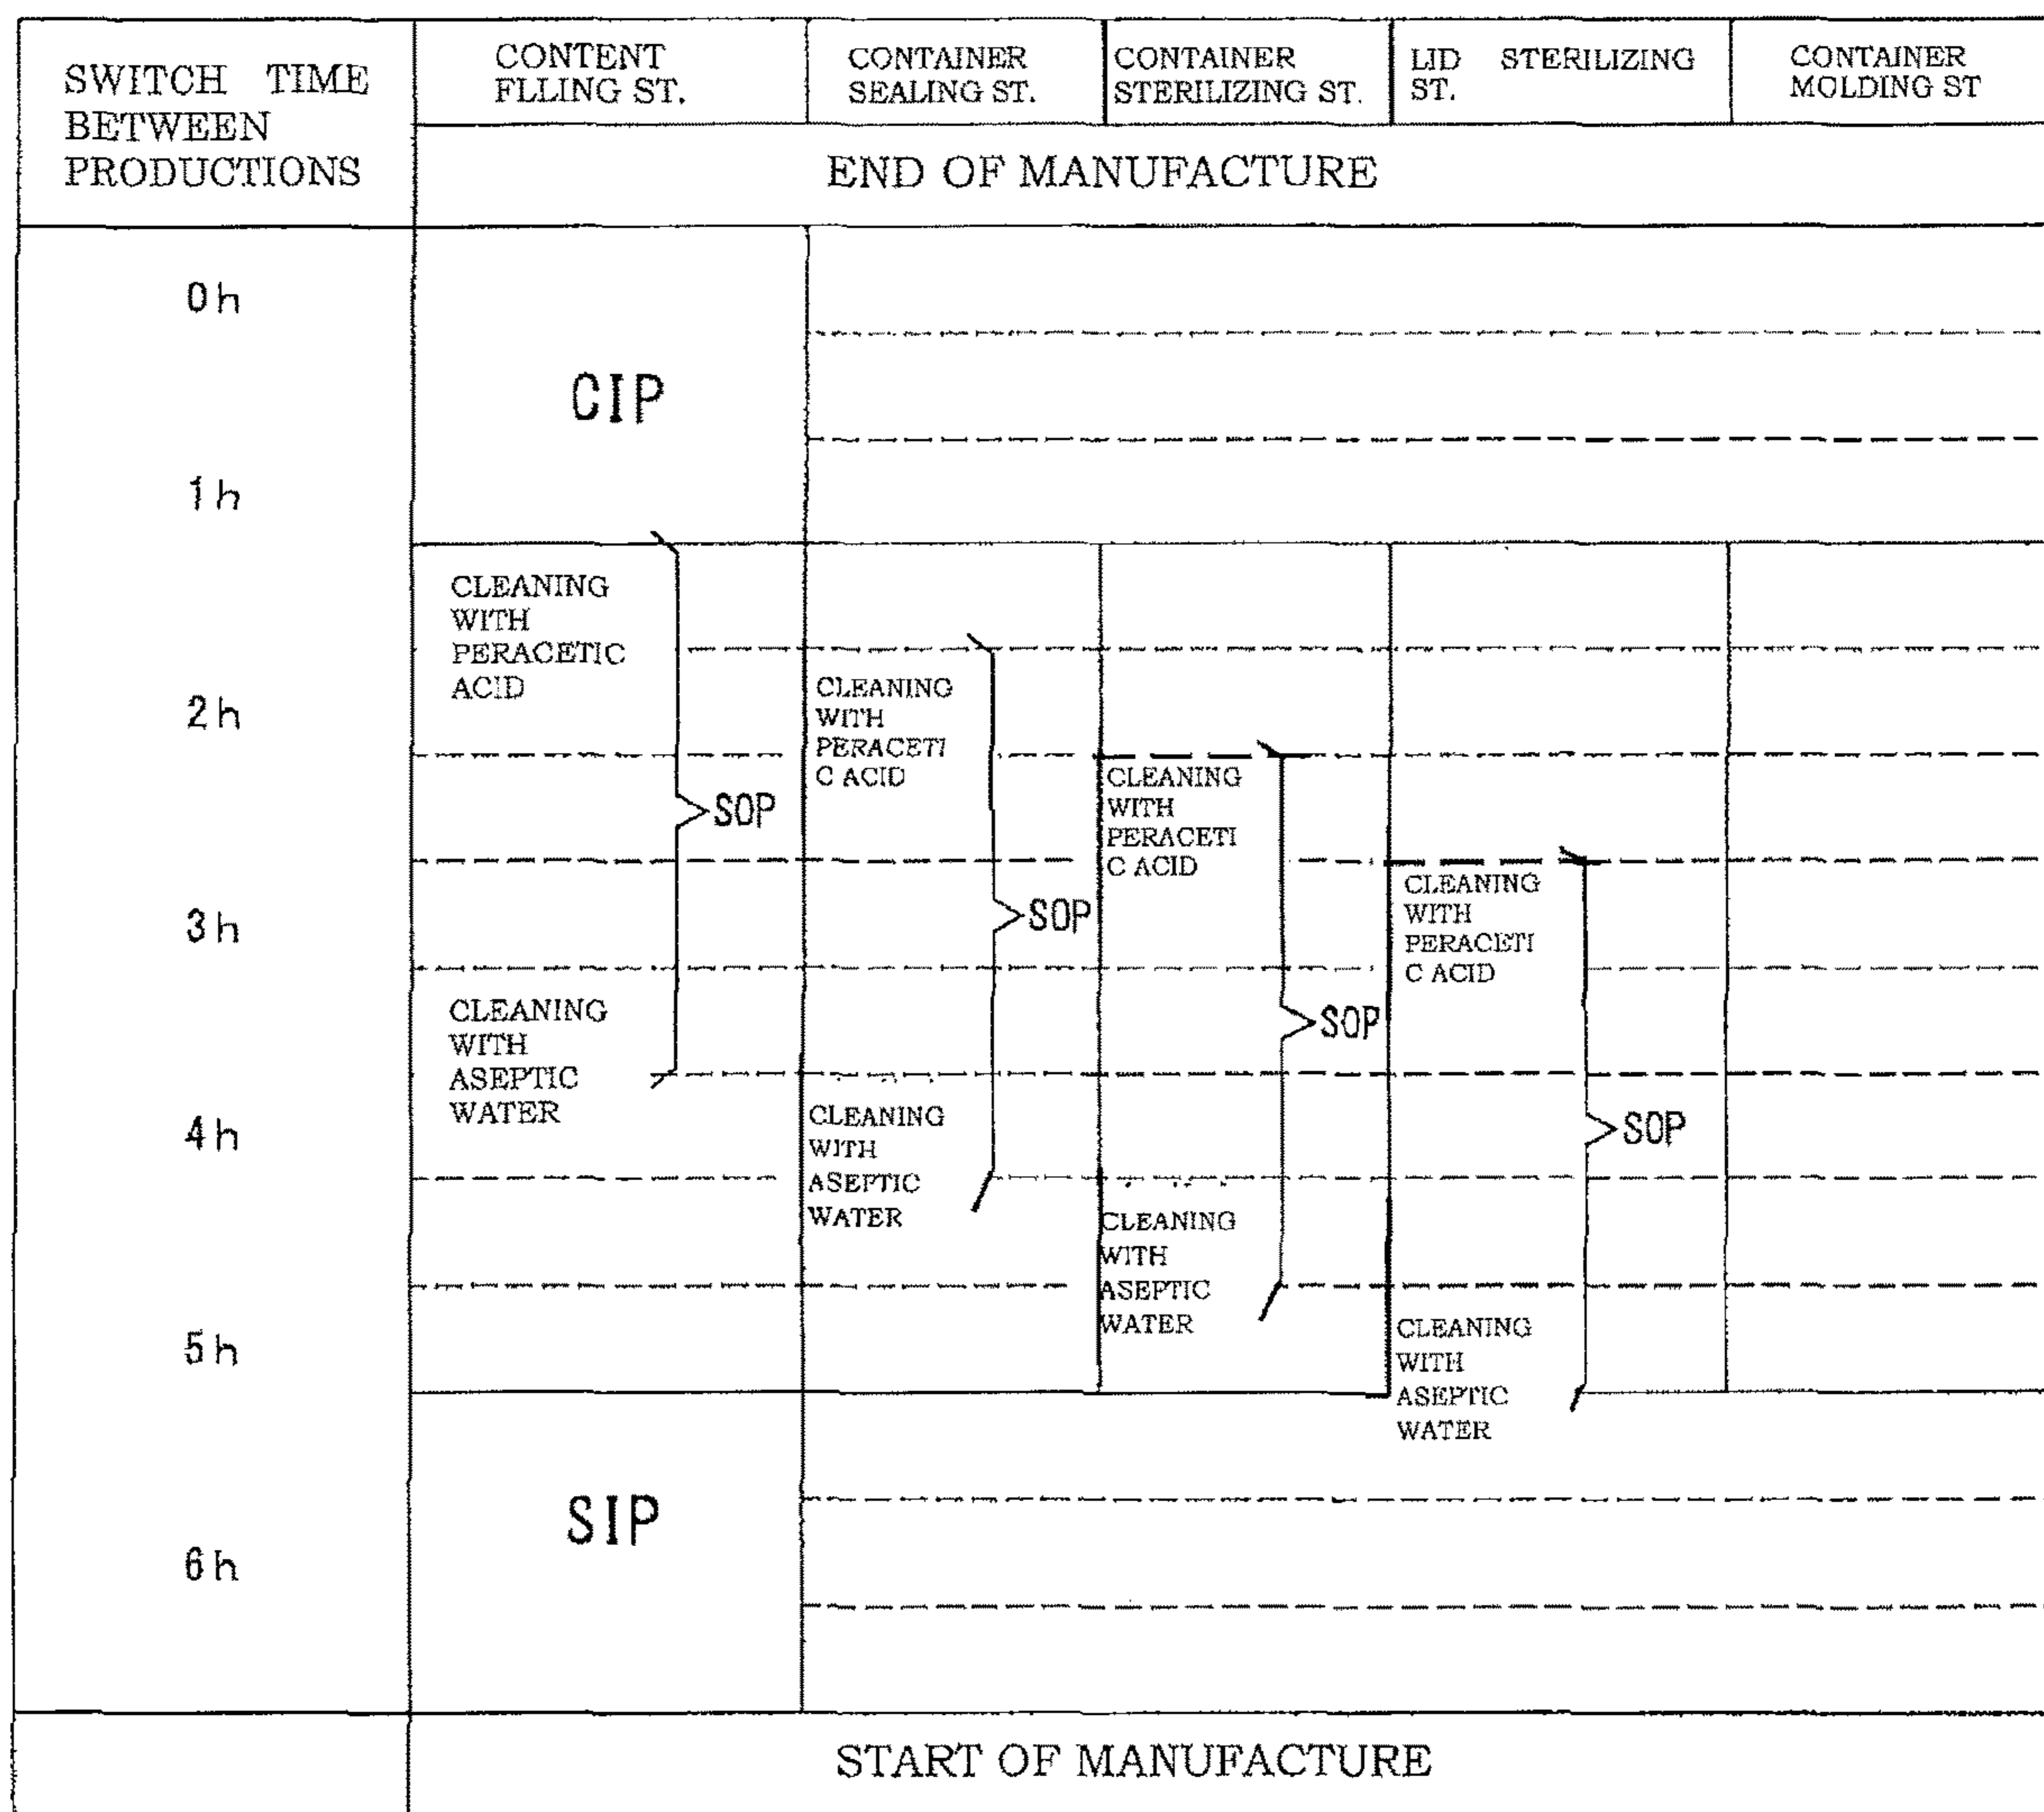 SWITCH TIME
BETWEEN
PRODUCTIONS
CONTENT
FLLING ST.
CONTAINER
SEALING ST.
CONTAINER
STERILIZING ST.
LID STERILIZING
ST.
CONTAINER
MOLDING ST
END OF MANUFACTURE
0h
CIP
1h
CLEANING
WITH
PERACETIC
ACID
SOP
CLEANING
WITH
ASEPTIC
WATER
CLEANING
WITH
PERACETI
C ACID
SOP
CLEANING
WITH
ASEPTIC
WATER
CLEANING
WITH
PERACETI
C ACID
SOP
CLEANING
WITH
ASEPTIC
WATER
CLEANING
WITH
PERACETI
C ACID
SOP
CLEANING
WITH
ASEPTIC
WATER
2h
3h
4h
5h
SIP
6h
START OF MANUFACTURE